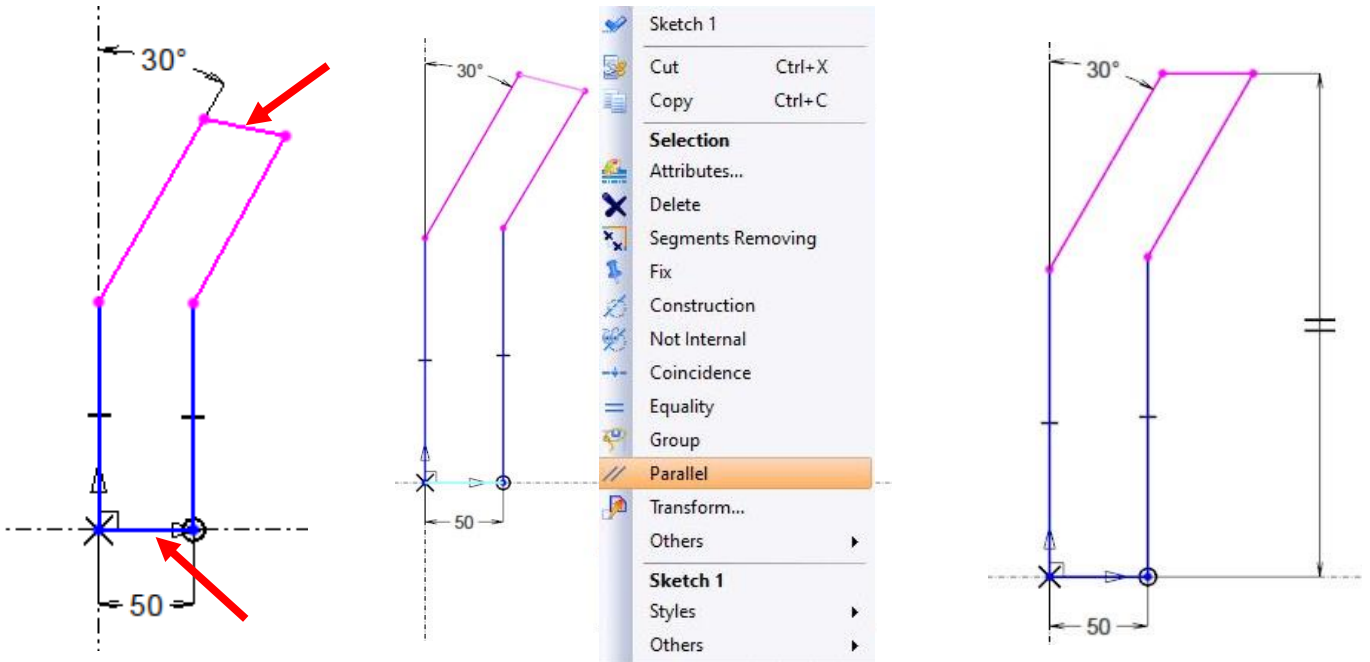 30°
50
30°
50
Sketch 1
Cut Ctrl+X
Copy Ctrl+C
Selection
Attributes...
Delete
Segments Removing
Fix
Construction
Not Internal
Coincidence
Equality
Group
Parallel
Transform...
Others
Sketch 1
Styles
Others
30°
50